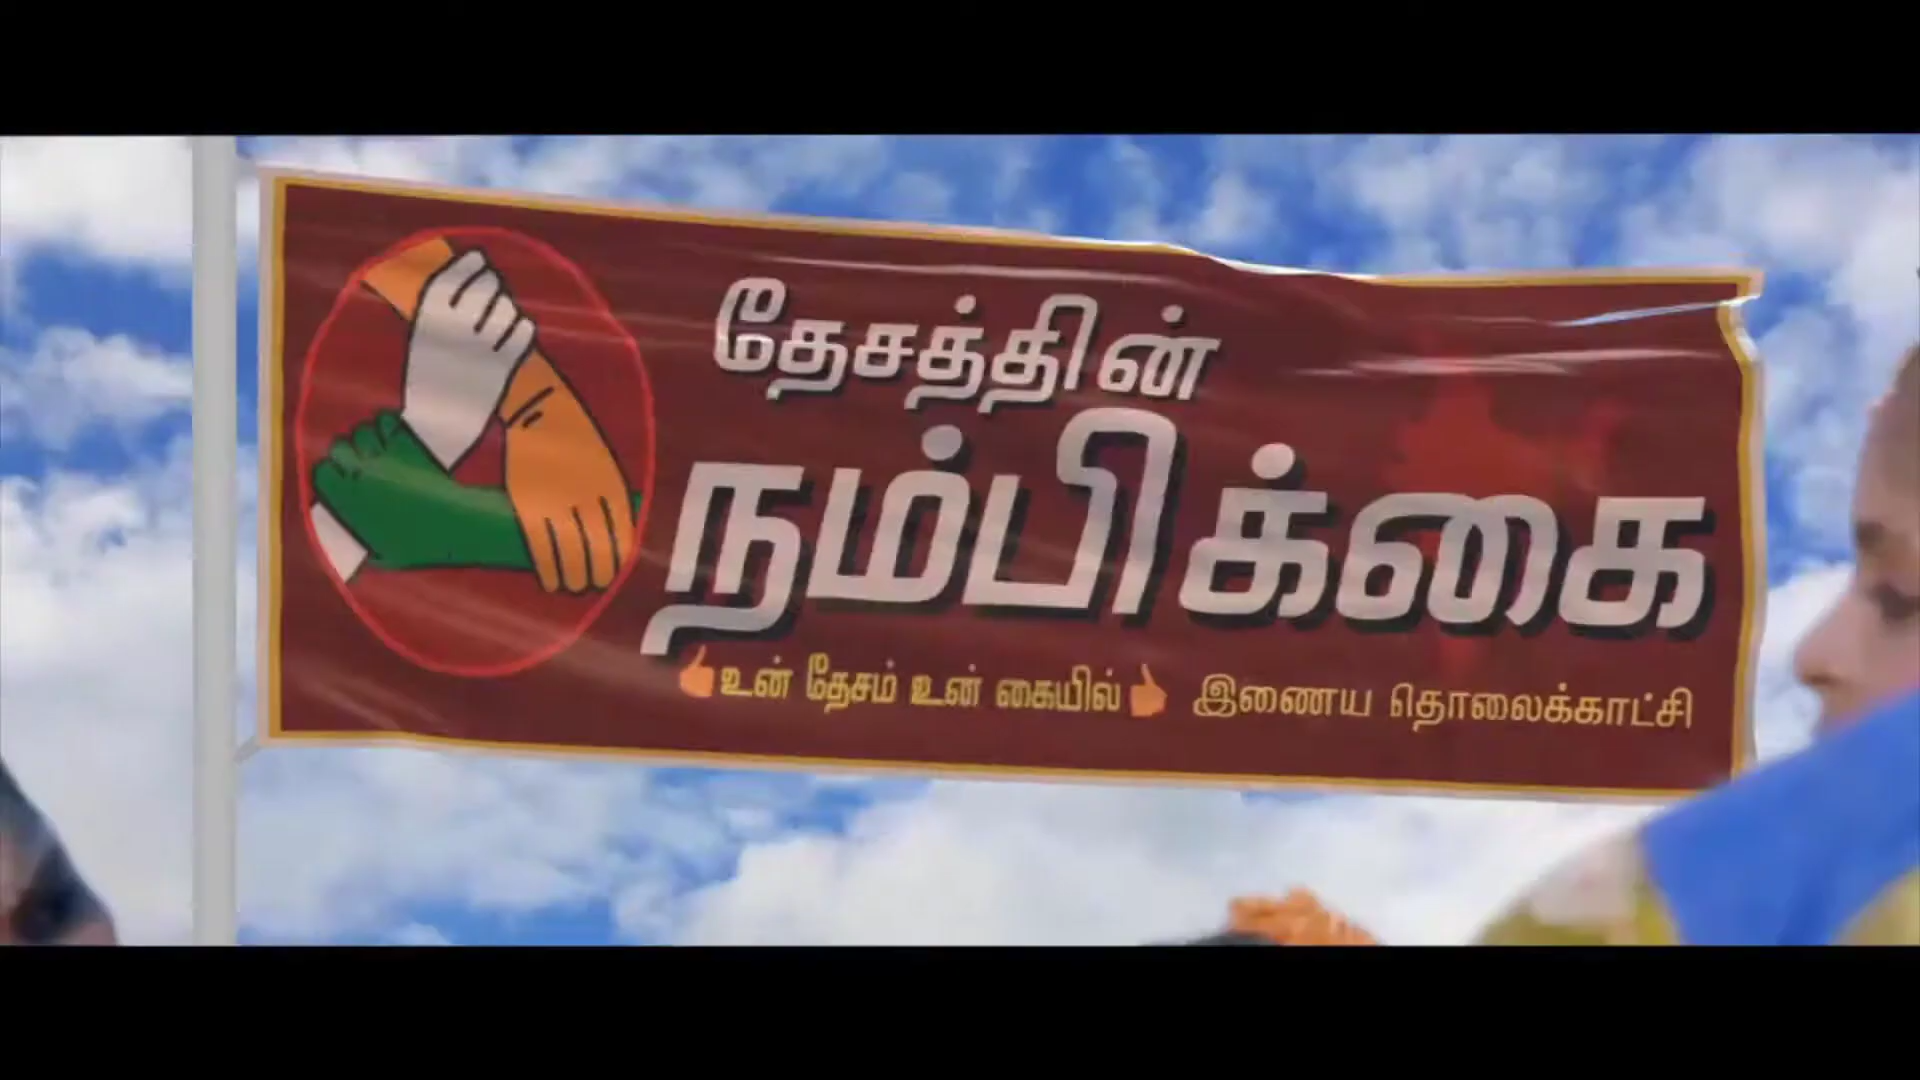 தேசத்தின்
நம்பிக்கை
உன் தேசம் உன் கையில் இணைய தொலைக்காட்சி